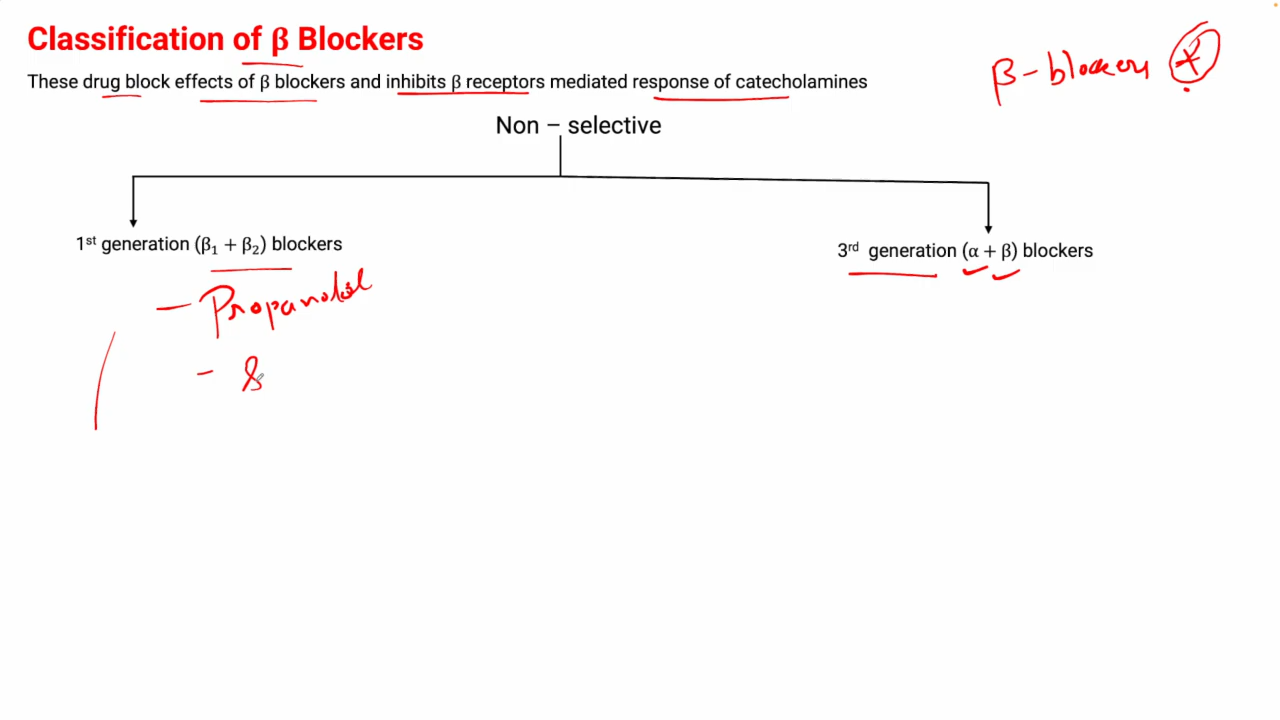 Classification of β Blockers
These drug block effects of β blockers and inhibits β receptors mediated response of catecholamines
β-blockers
Non – selective
1st generation (β₁ + β₂) blockers
3rd generation (α + β) blockers
- Propanolol
- S